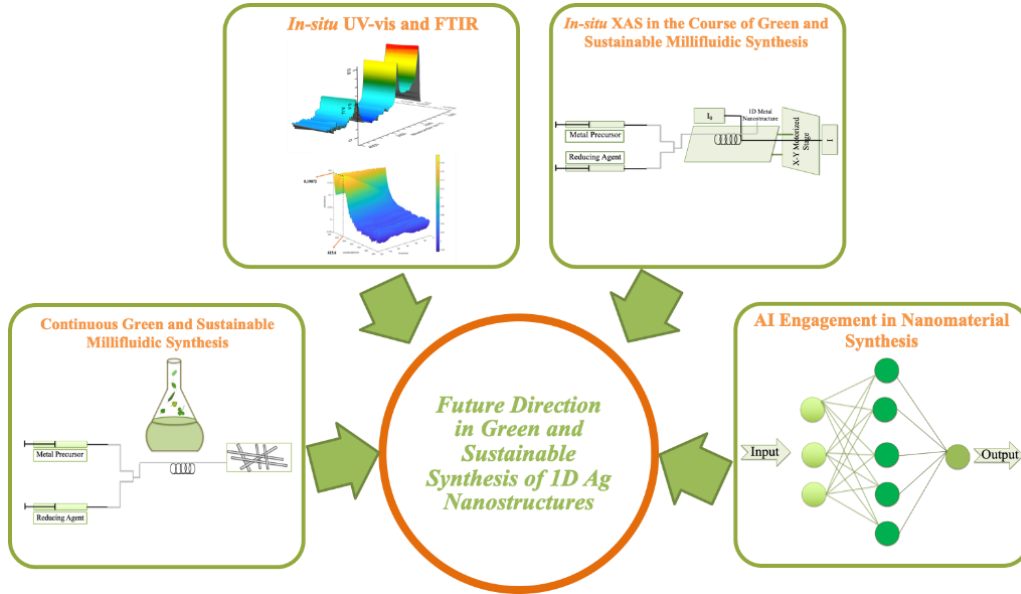 In-situ UV-vis and FTIR
In-situ XAS in the Course of Green and
Sustainable Millifluidic Synthesis
I₀
1D Metal
Nanostructure
Metal Precursor
Reducing Agent
X-Y Motorized
Stage
I
Continuous Green and Sustainable
Millifluidic Synthesis
Metal Precursor
Reducing Agent
Future Direction
in Green and
Sustainable
Synthesis of 1D Ag
Nanostructures
AI Engagement in Nanomaterial
Synthesis
Input
Output